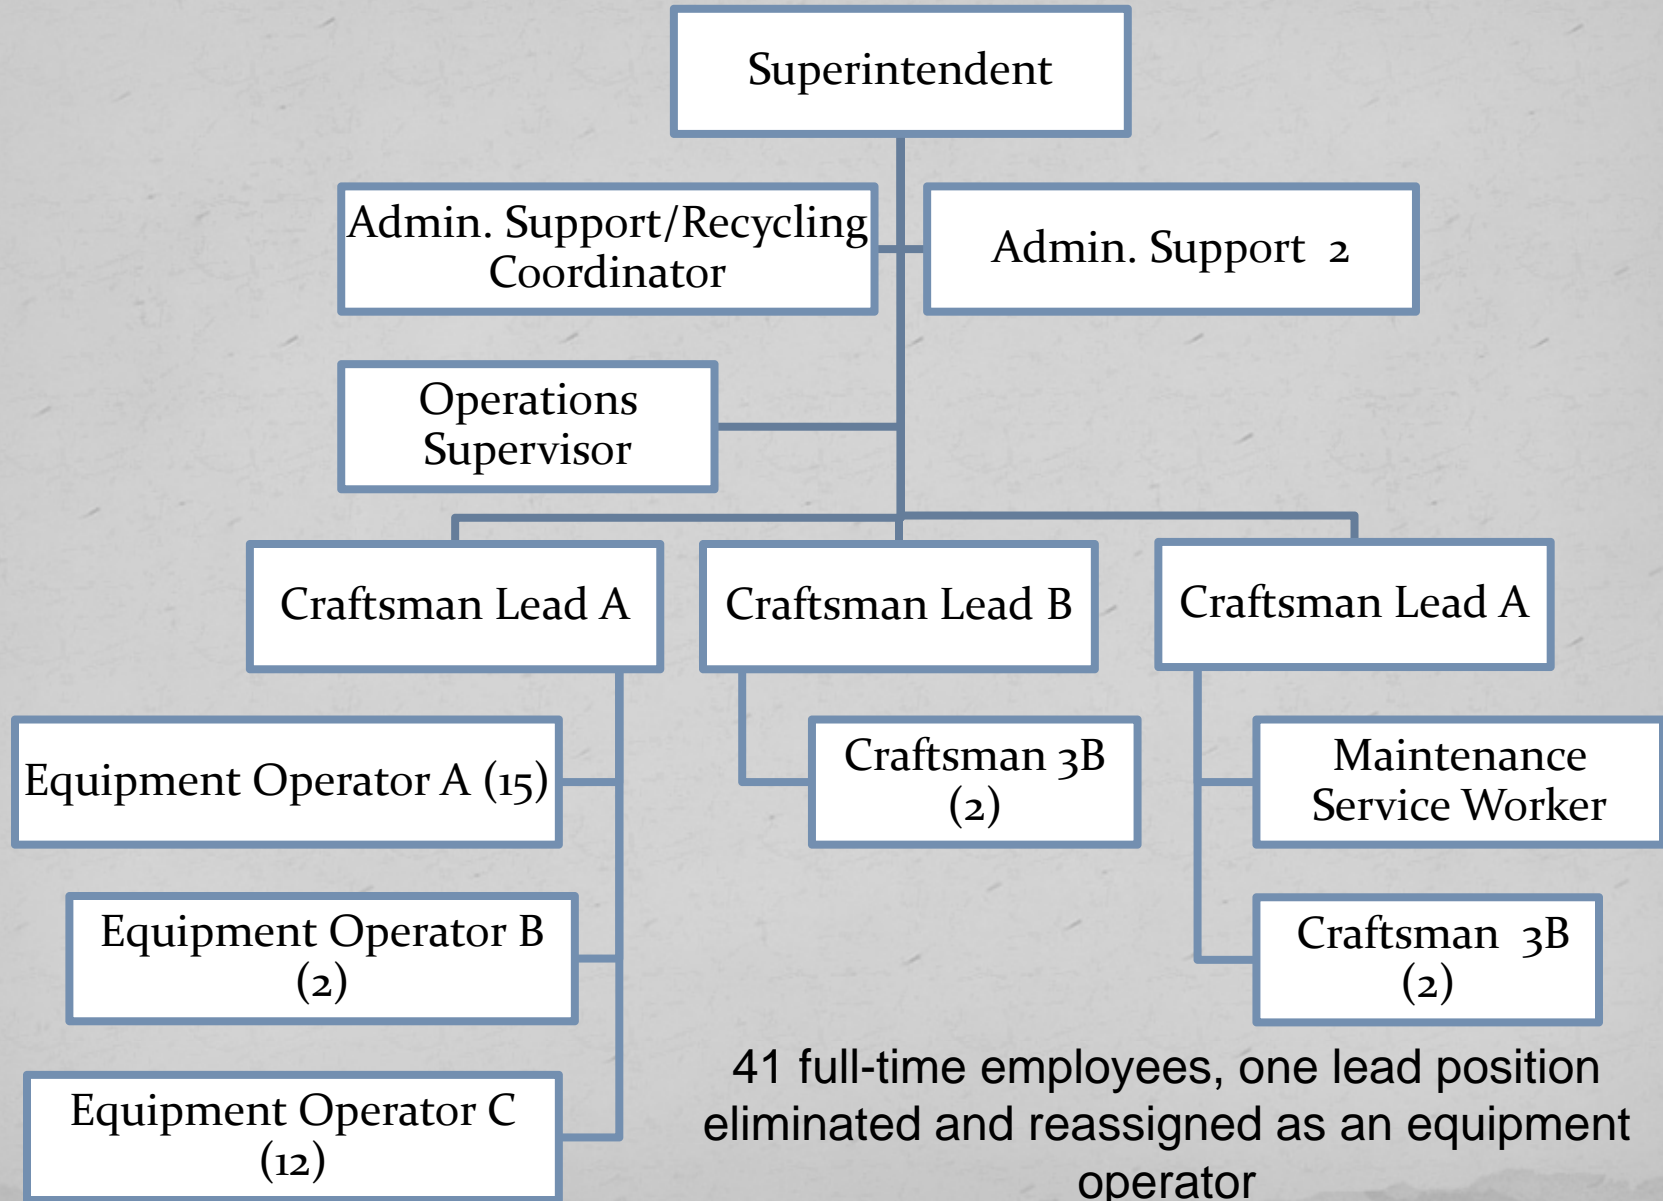 Superintendent
Admin. Support/Recycling
Coordinator
Admin. Support  2
Operations
Supervisor
Craftsman Lead A
Craftsman Lead B
Craftsman Lead A
Equipment Operator A (15)
Equipment Operator B
(2)
Equipment Operator C
(12)
Craftsman 3B
(2)
Maintenance
Service Worker
Craftsman  3B
(2)
41 full-time employees, one lead position
eliminated and reassigned as an equipment
operator